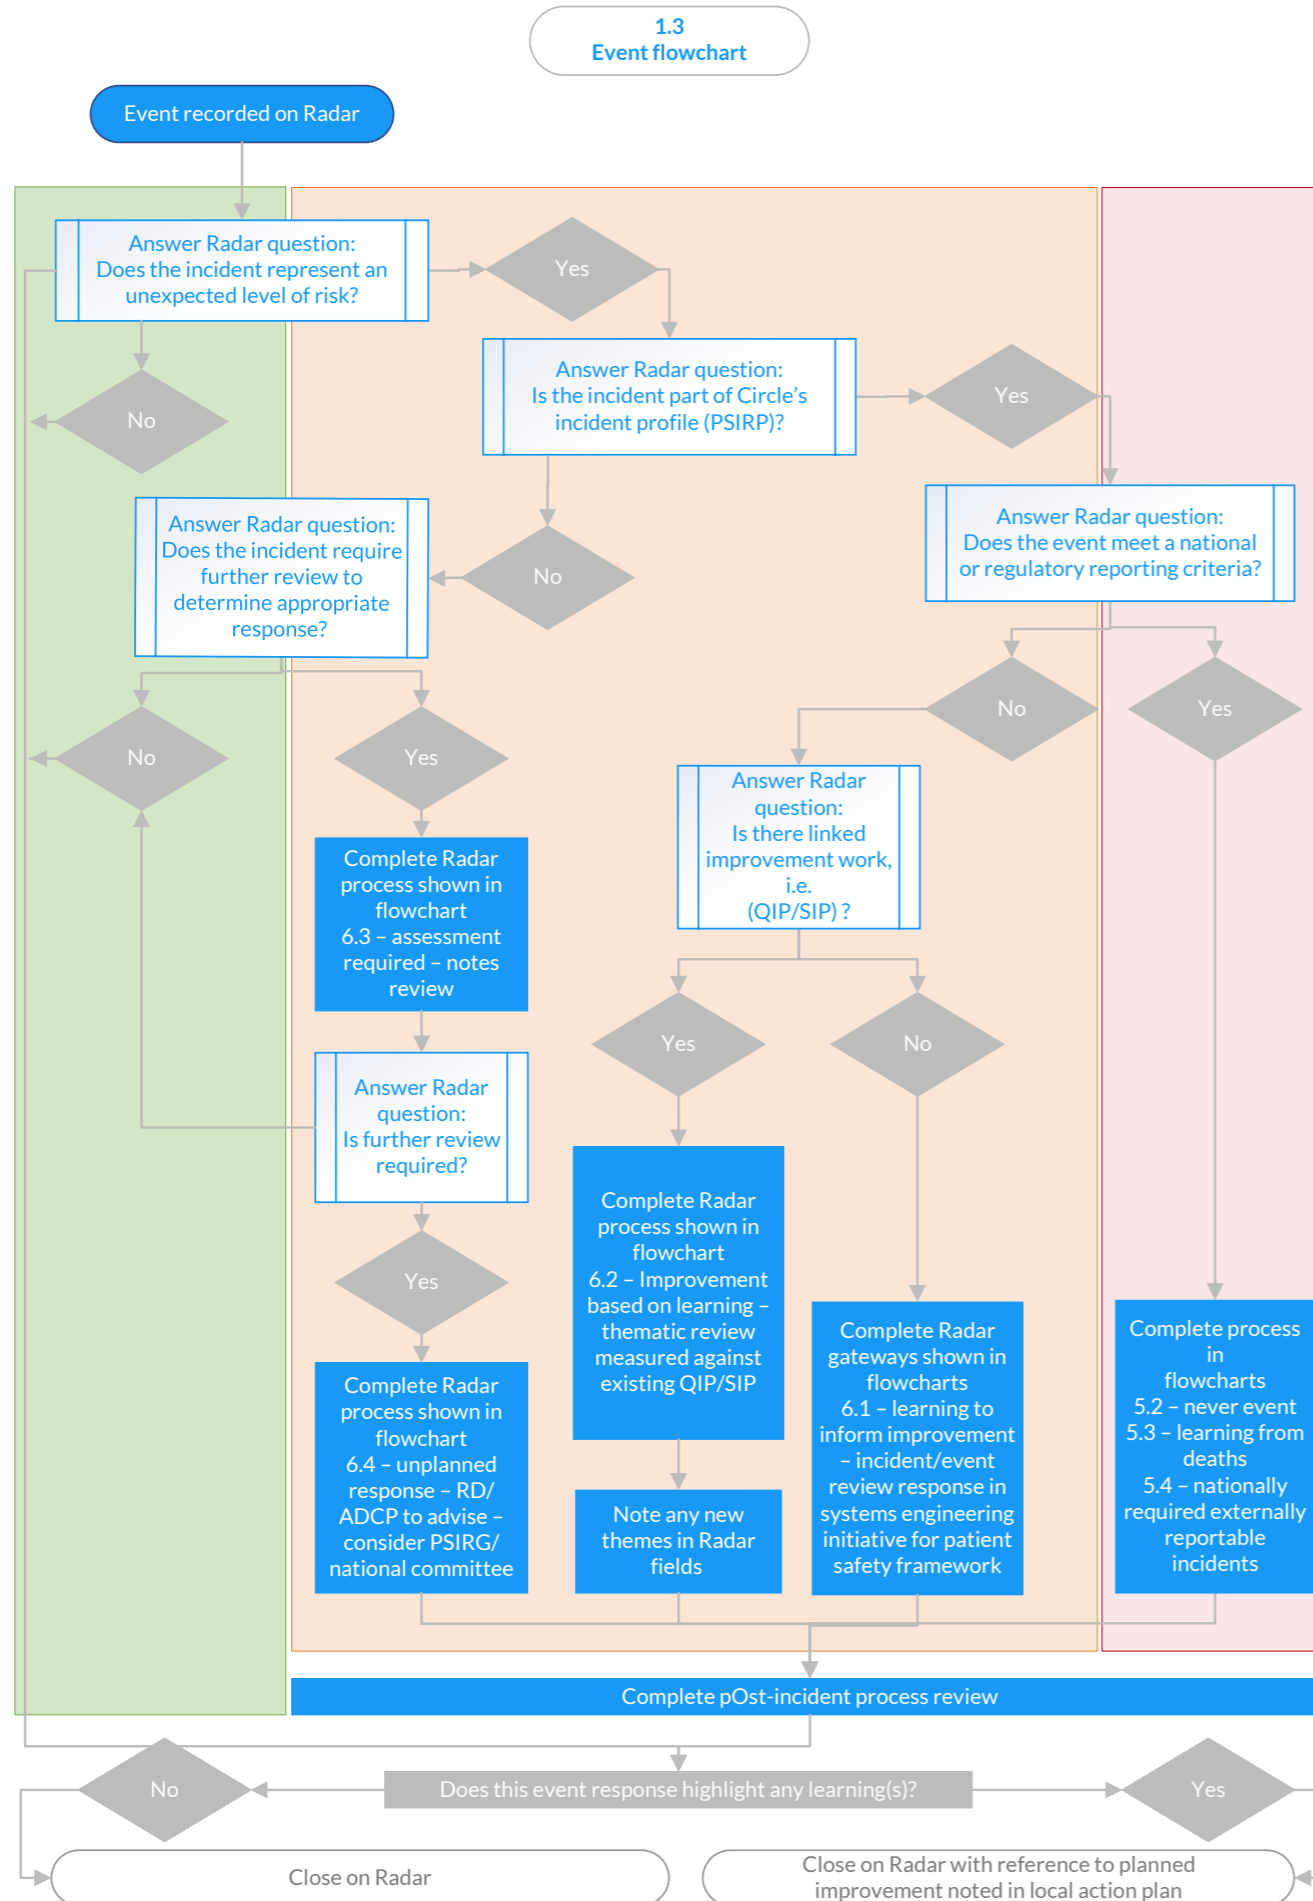 1.3
Event flowchart
Event recorded on Radar
Answer Radar question:
Does the incident represent an
unexpected level of risk?
Yes
No
Answer Radar question:
Is the incident part of Circle's
incident profile (PSIRP)?
Yes
No
Answer Radar question:
Does the incident require
further review to
determine appropriate
response?
Answer Radar question:
Does the event meet a national
or regulatory reporting criteria?
No
Yes
No
Yes
Answer Radar
question:
Is there linked
improvement work,
i.e.
(QIP/SIP) ?
Complete Radar
process shown in
flowchart
6.3 – assessment
required – notes
review
Yes
No
Answer Radar
question:
Is further review
required?
Yes
Complete Radar
process shown in
flowchart
6.4 – unplanned
response – RD/
ADCP to advise –
consider PSIRG/
national committee
Complete Radar
process shown in
flowchart
6.2 – Improvement
based on learning –
thematic review
measured against
existing QIP/SIP
Note any new
themes in Radar
fields
Complete Radar
gateways shown in
flowcharts
6.1 – learning to
inform improvement
– incident/event
review response in
systems engineering
initiative for patient
safety framework
Complete process
in
flowcharts
5.2 – never event
5.3 – learning from
deaths
5.4 – nationally
required externally
reportable
incidents
Complete pOst-incident process review
No
Does this event response highlight any learning(s)?
Yes
Close on Radar
Close on Radar with reference to planned
improvement noted in local action plan